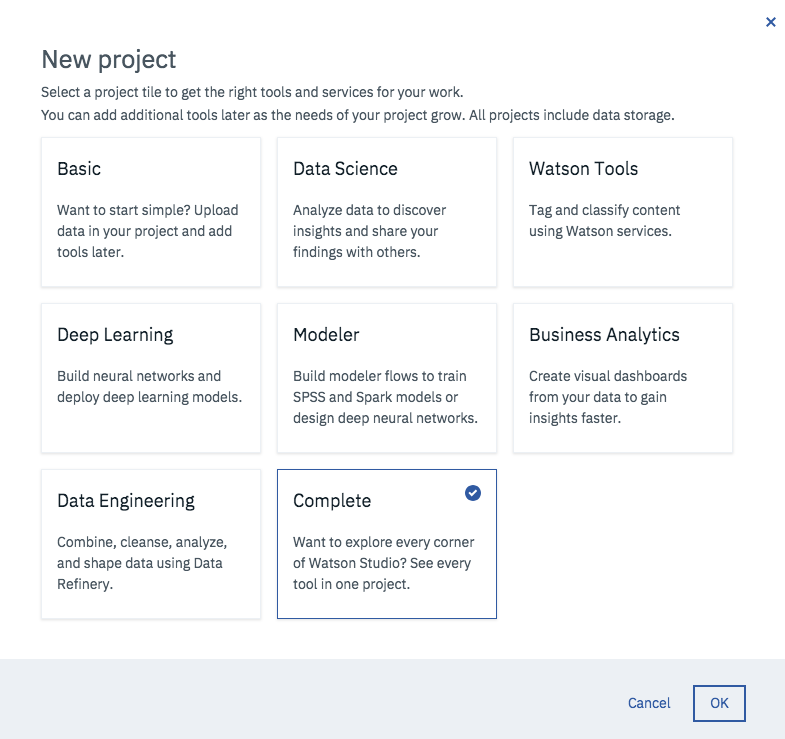 New project
Select a project tile to get the right tools and services for your work.
You can add additional tools later as the needs of your project grow. All projects include data storage.
Basic
Want to start simple? Upload
data in your project and add
tools later.
Data Science
Analyze data to discover
insights and share your
findings with others.
Watson Tools
Tag and classify content
using Watson services.
Deep Learning
Build neural networks and
deploy deep learning models.
Modeler
Build modeler flows to train
SPSS and Spark models or
design deep neural networks.
Business Analytics
Create visual dashboards
from your data to gain
insights faster.
Data Engineering
Combine, cleanse, analyze,
and shape data using Data
Refinery.
Complete
Want to explore every corner
of Watson Studio? See every
tool in one project.
Cancel
OK